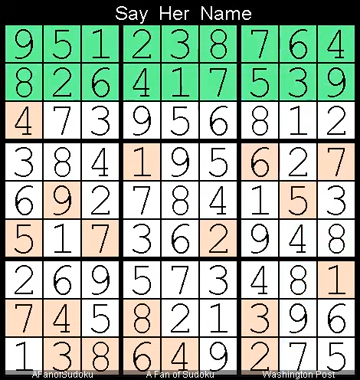 Say Her Name
9 5 1 2 3 8 7 6 4
8 2 6 4 1 7 5 3 9
4 7 3 9 5 6 8 1 2
3 8 4 1 9 5 6 2 7
6 9 2 7 8 4 1 5 3
5 1 7 3 6 2 9 4 8
2 6 9 5 7 3 4 8 1
7 4 5 8 2 1 3 9 6
1 3 8 6 4 9 2 7 5
AFanofSudoku A Fan of Sudoku Washington Post